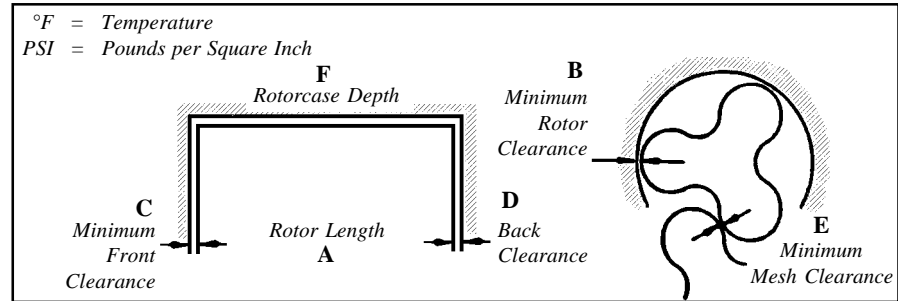 °F = Temperature
PSI = Pounds per Square Inch
F
Rotorcase Depth
B
Minimum
Rotor
Clearance
C
Minimum
Front
Clearance
Rotor Length
A
D
Back
Clearance
E
Minimum
Mesh Clearance